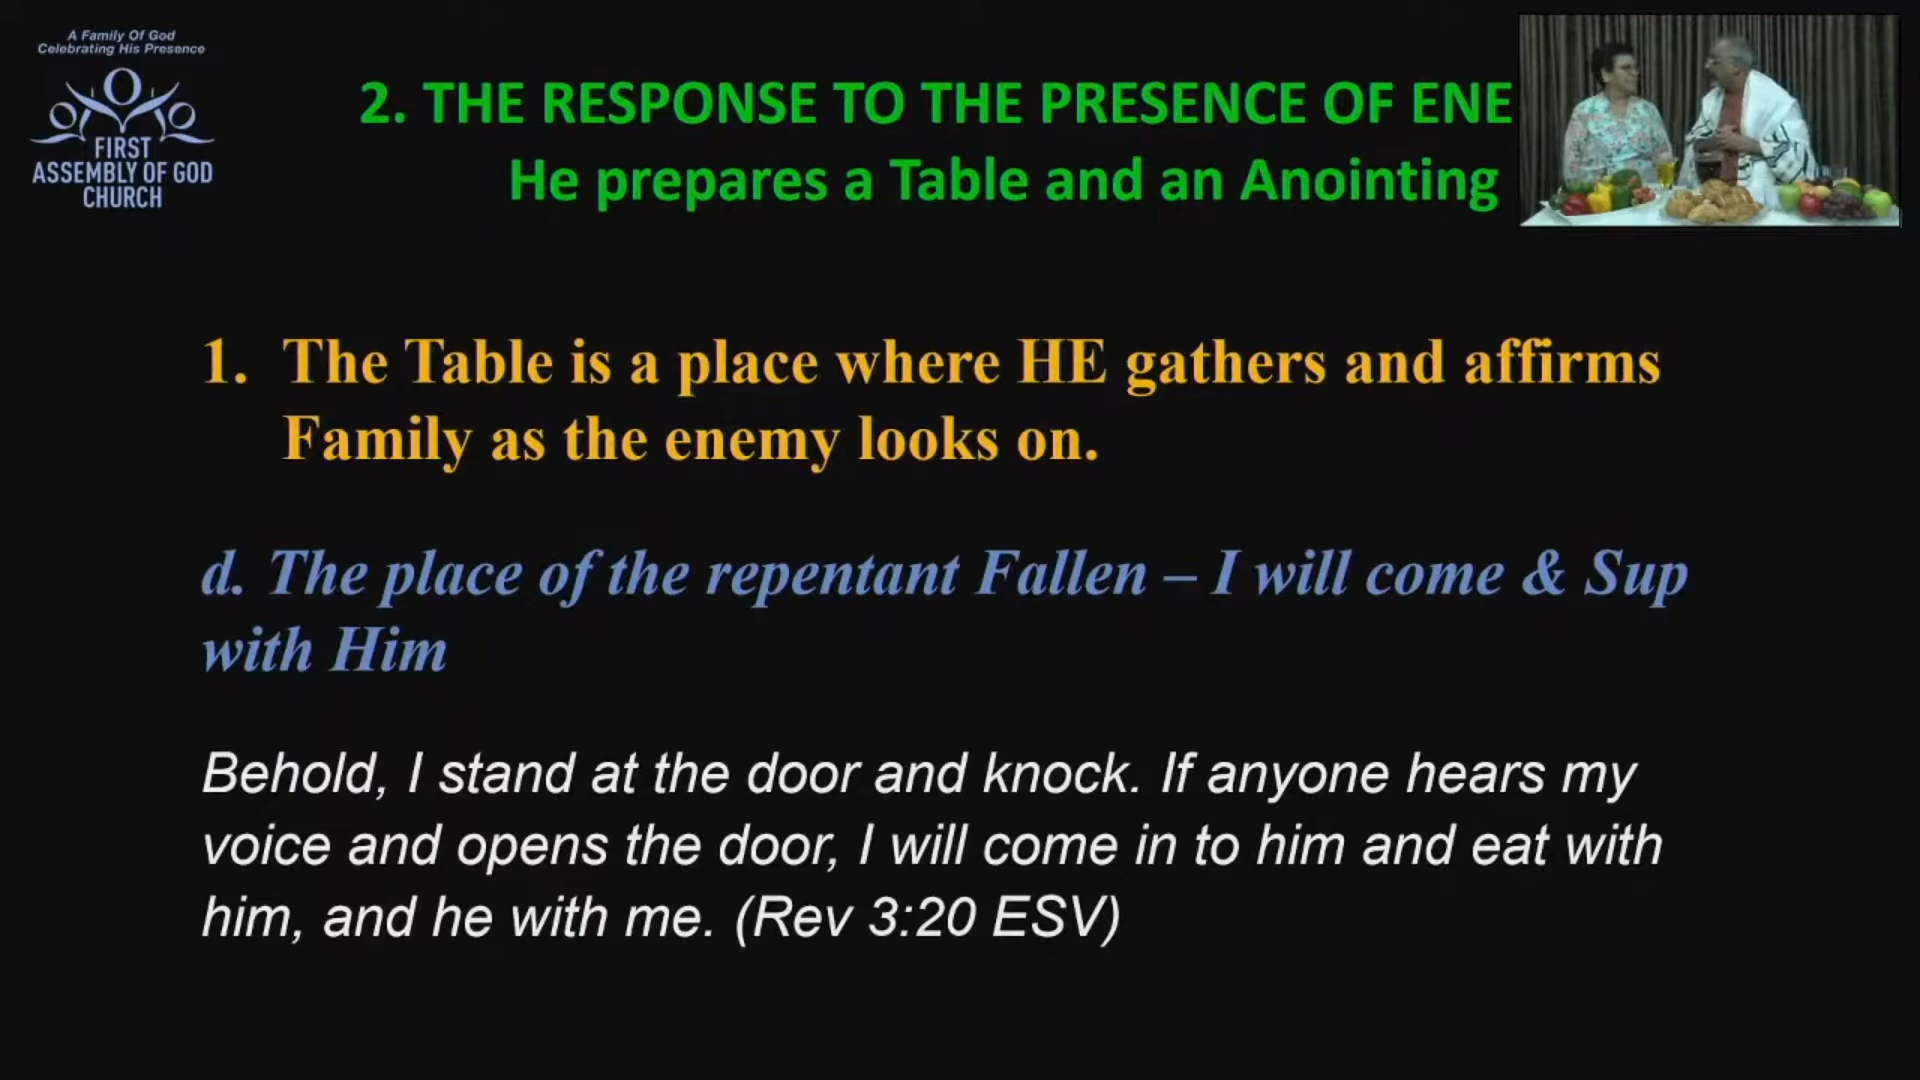 A Family Of God
Celebrating His Presence
FIRST
ASSEMBLY OF GOD
CHURCH
2. THE RESPONSE TO THE PRESENCE OF ENE
He prepares a Table and an Anointing
1. The Table is a place where HE gathers and affirms
Family as the enemy looks on.
d. The place of the repentant Fallen – I will come & Sup
with Him
Behold, I stand at the door and knock. If anyone hears my
voice and opens the door, I will come in to him and eat with
him, and he with me. (Rev 3:20 ESV)